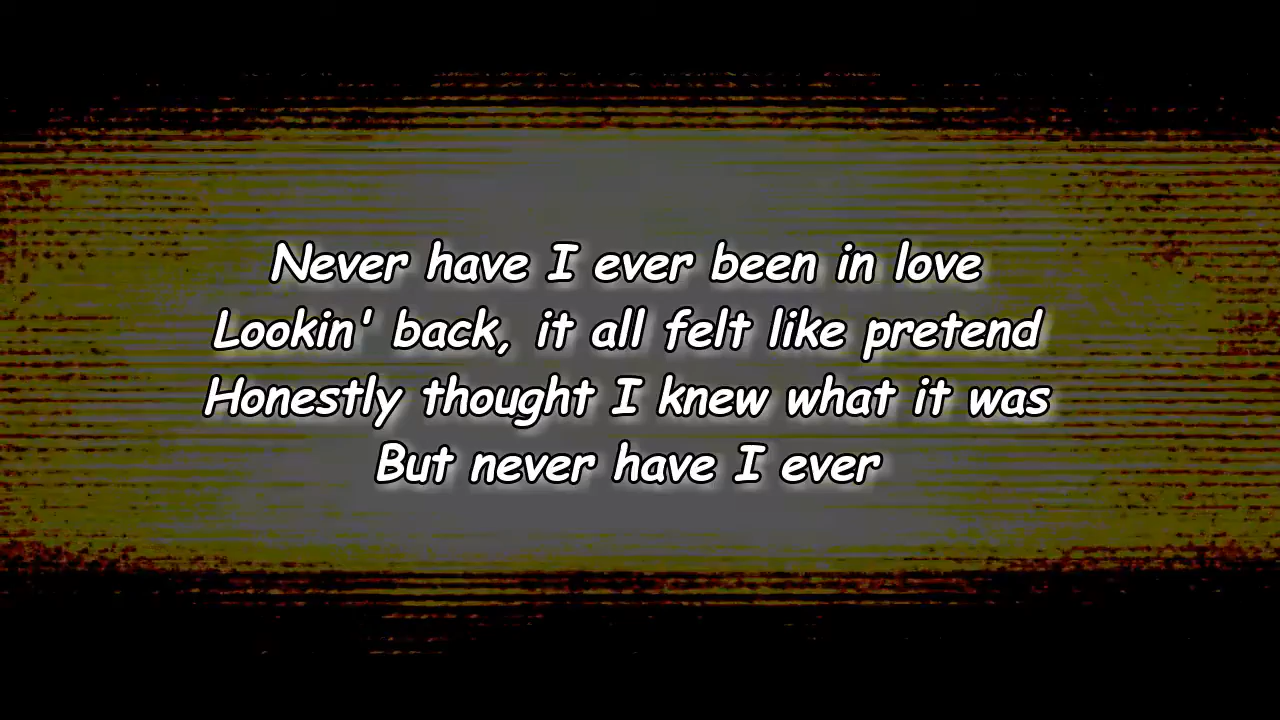 Never have I ever been in love
Lookin' back, it all felt like pretend
Honestly thought I knew what it was
But never have I ever